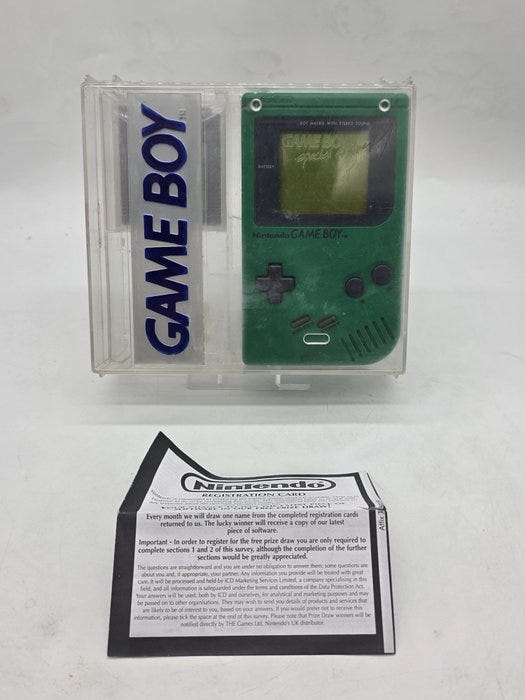 GAME BOY
TM
DOT MATRIX WITH STEREO SOUND
BATTERY
GAME BOY
special
Nintendo GAME BOY TM
Nintendo
REGISTRATION CARD
Every month we will draw one name from the completed registration cards
returned to us. The lucky winner will receive a copy of our latest
piece of software.
Important - In order to register for the free prize draw you are only required to
complete sections 1 and 2 of this survey, although the completion of the further
sections would be greatly appreciated.
The questions are straightforward and you are under no obligation to answer them; some questions are
about you and, if appropriate, your partner. Any information you provide will be treated with great
care. It will be processed and held by ICD Marketing Services Limited, a company specialising in this
field, and all information is safeguarded under the terms and conditions of the Data Protection Act.
Your answers will be used, both by ICD and ourselves, for analytical and marketing purposes and may
be passed on to other organisations. They may wish to send you details of products and services that
are likely to be of interest to you, based on your answers. If you would prefer not to receive this
information, please tick the space at the end of this survey. Please note that Prize Draw winners will be
notified directly by THE Games Ltd, Nintendo's UK distributor.